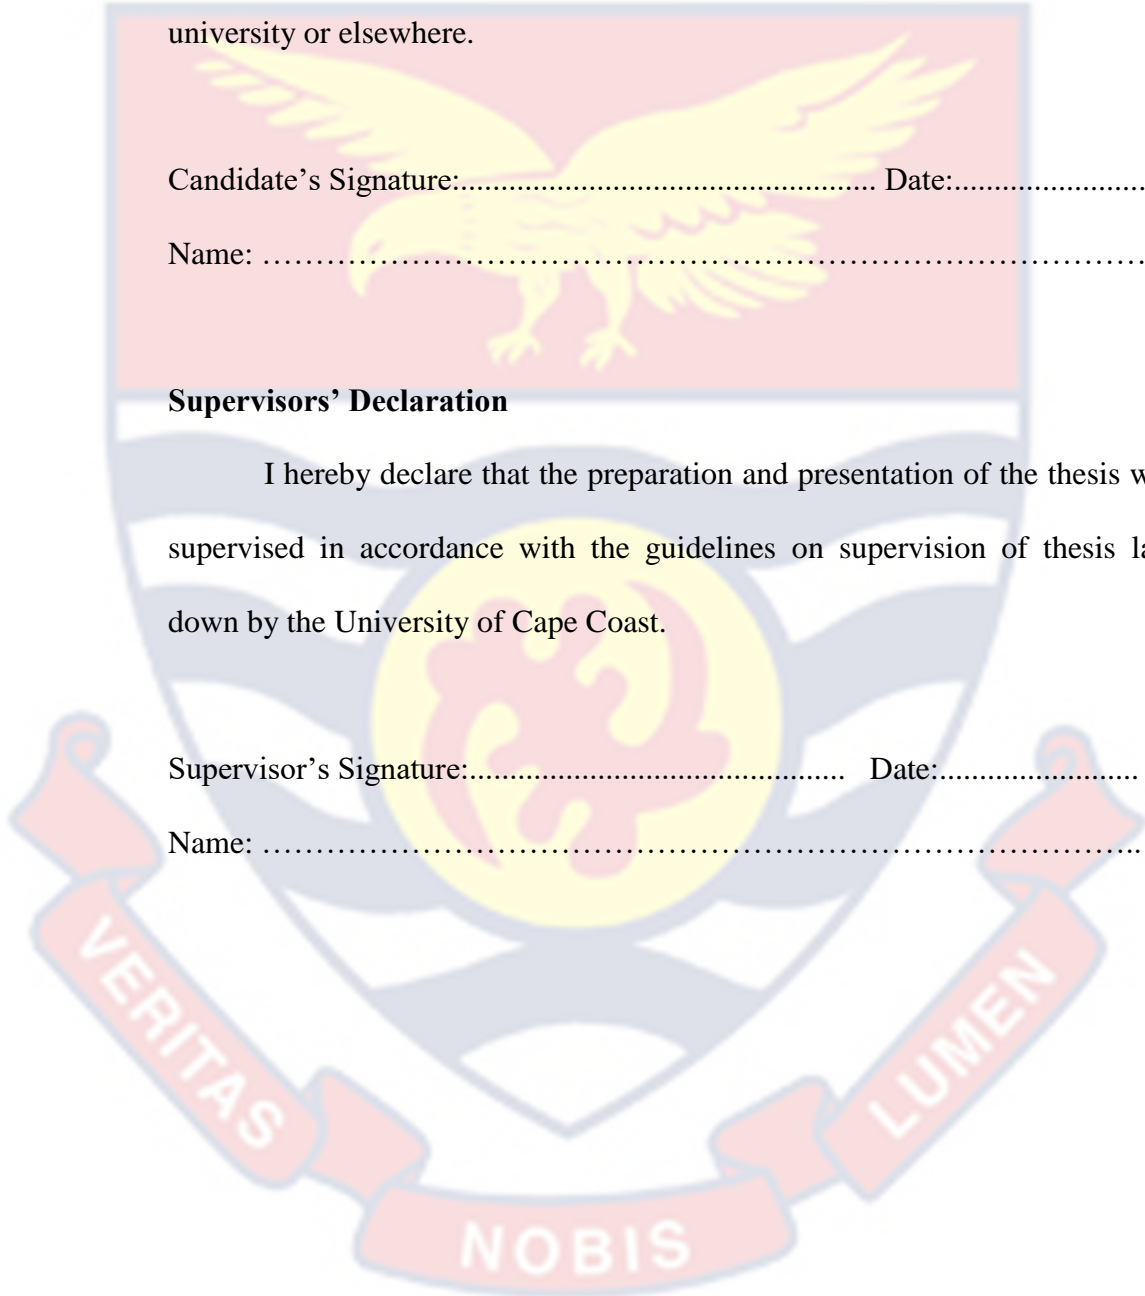 university or elsewhere.
Candidate’s Signature:..................................................... Date:........................
Name: ……………………………………………………………………………….
Supervisors’ Declaration
I hereby declare that the preparation and presentation of the thesis w
supervised in accordance with the guidelines on supervision of thesis la
down by the University of Cape Coast.
Supervisor’s Signature:................................................ Date:.........................
Name: ………………………………………………………………………………..
VERITAS
NOBIS
LUMEN